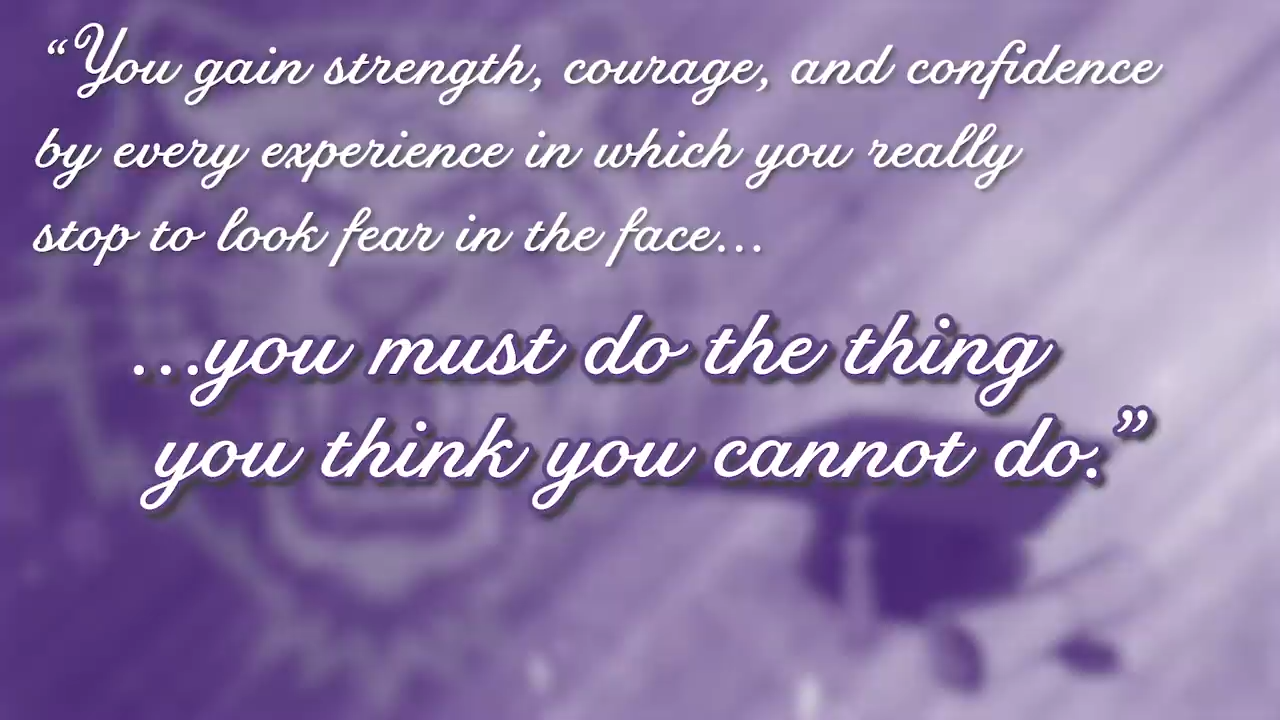 “You gain strength, courage, and confidence
by every experience in which you really
stop to look fear in the face...
...you must do the thing
you think you cannot do.”